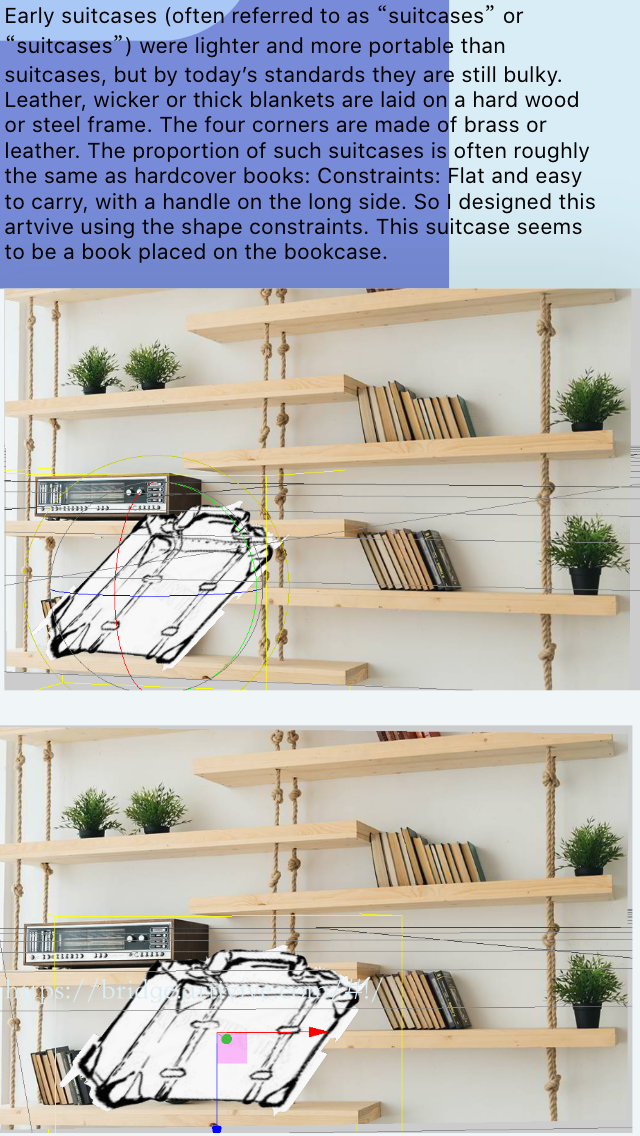 Early suitcases (often referred to as “suitcases” or
“suitcases”) were lighter and more portable than
suitcases, but by today’s standards they are still bulky.
Leather, wicker or thick blankets are laid on a hard wood
or steel frame. The four corners are made of brass or
leather. The proportion of such suitcases is often roughly
the same as hardcover books: Constraints: Flat and easy
to carry, with a handle on the long side. So I designed this
artvive using the shape constraints. This suitcase seems
to be a book placed on the bookcase.